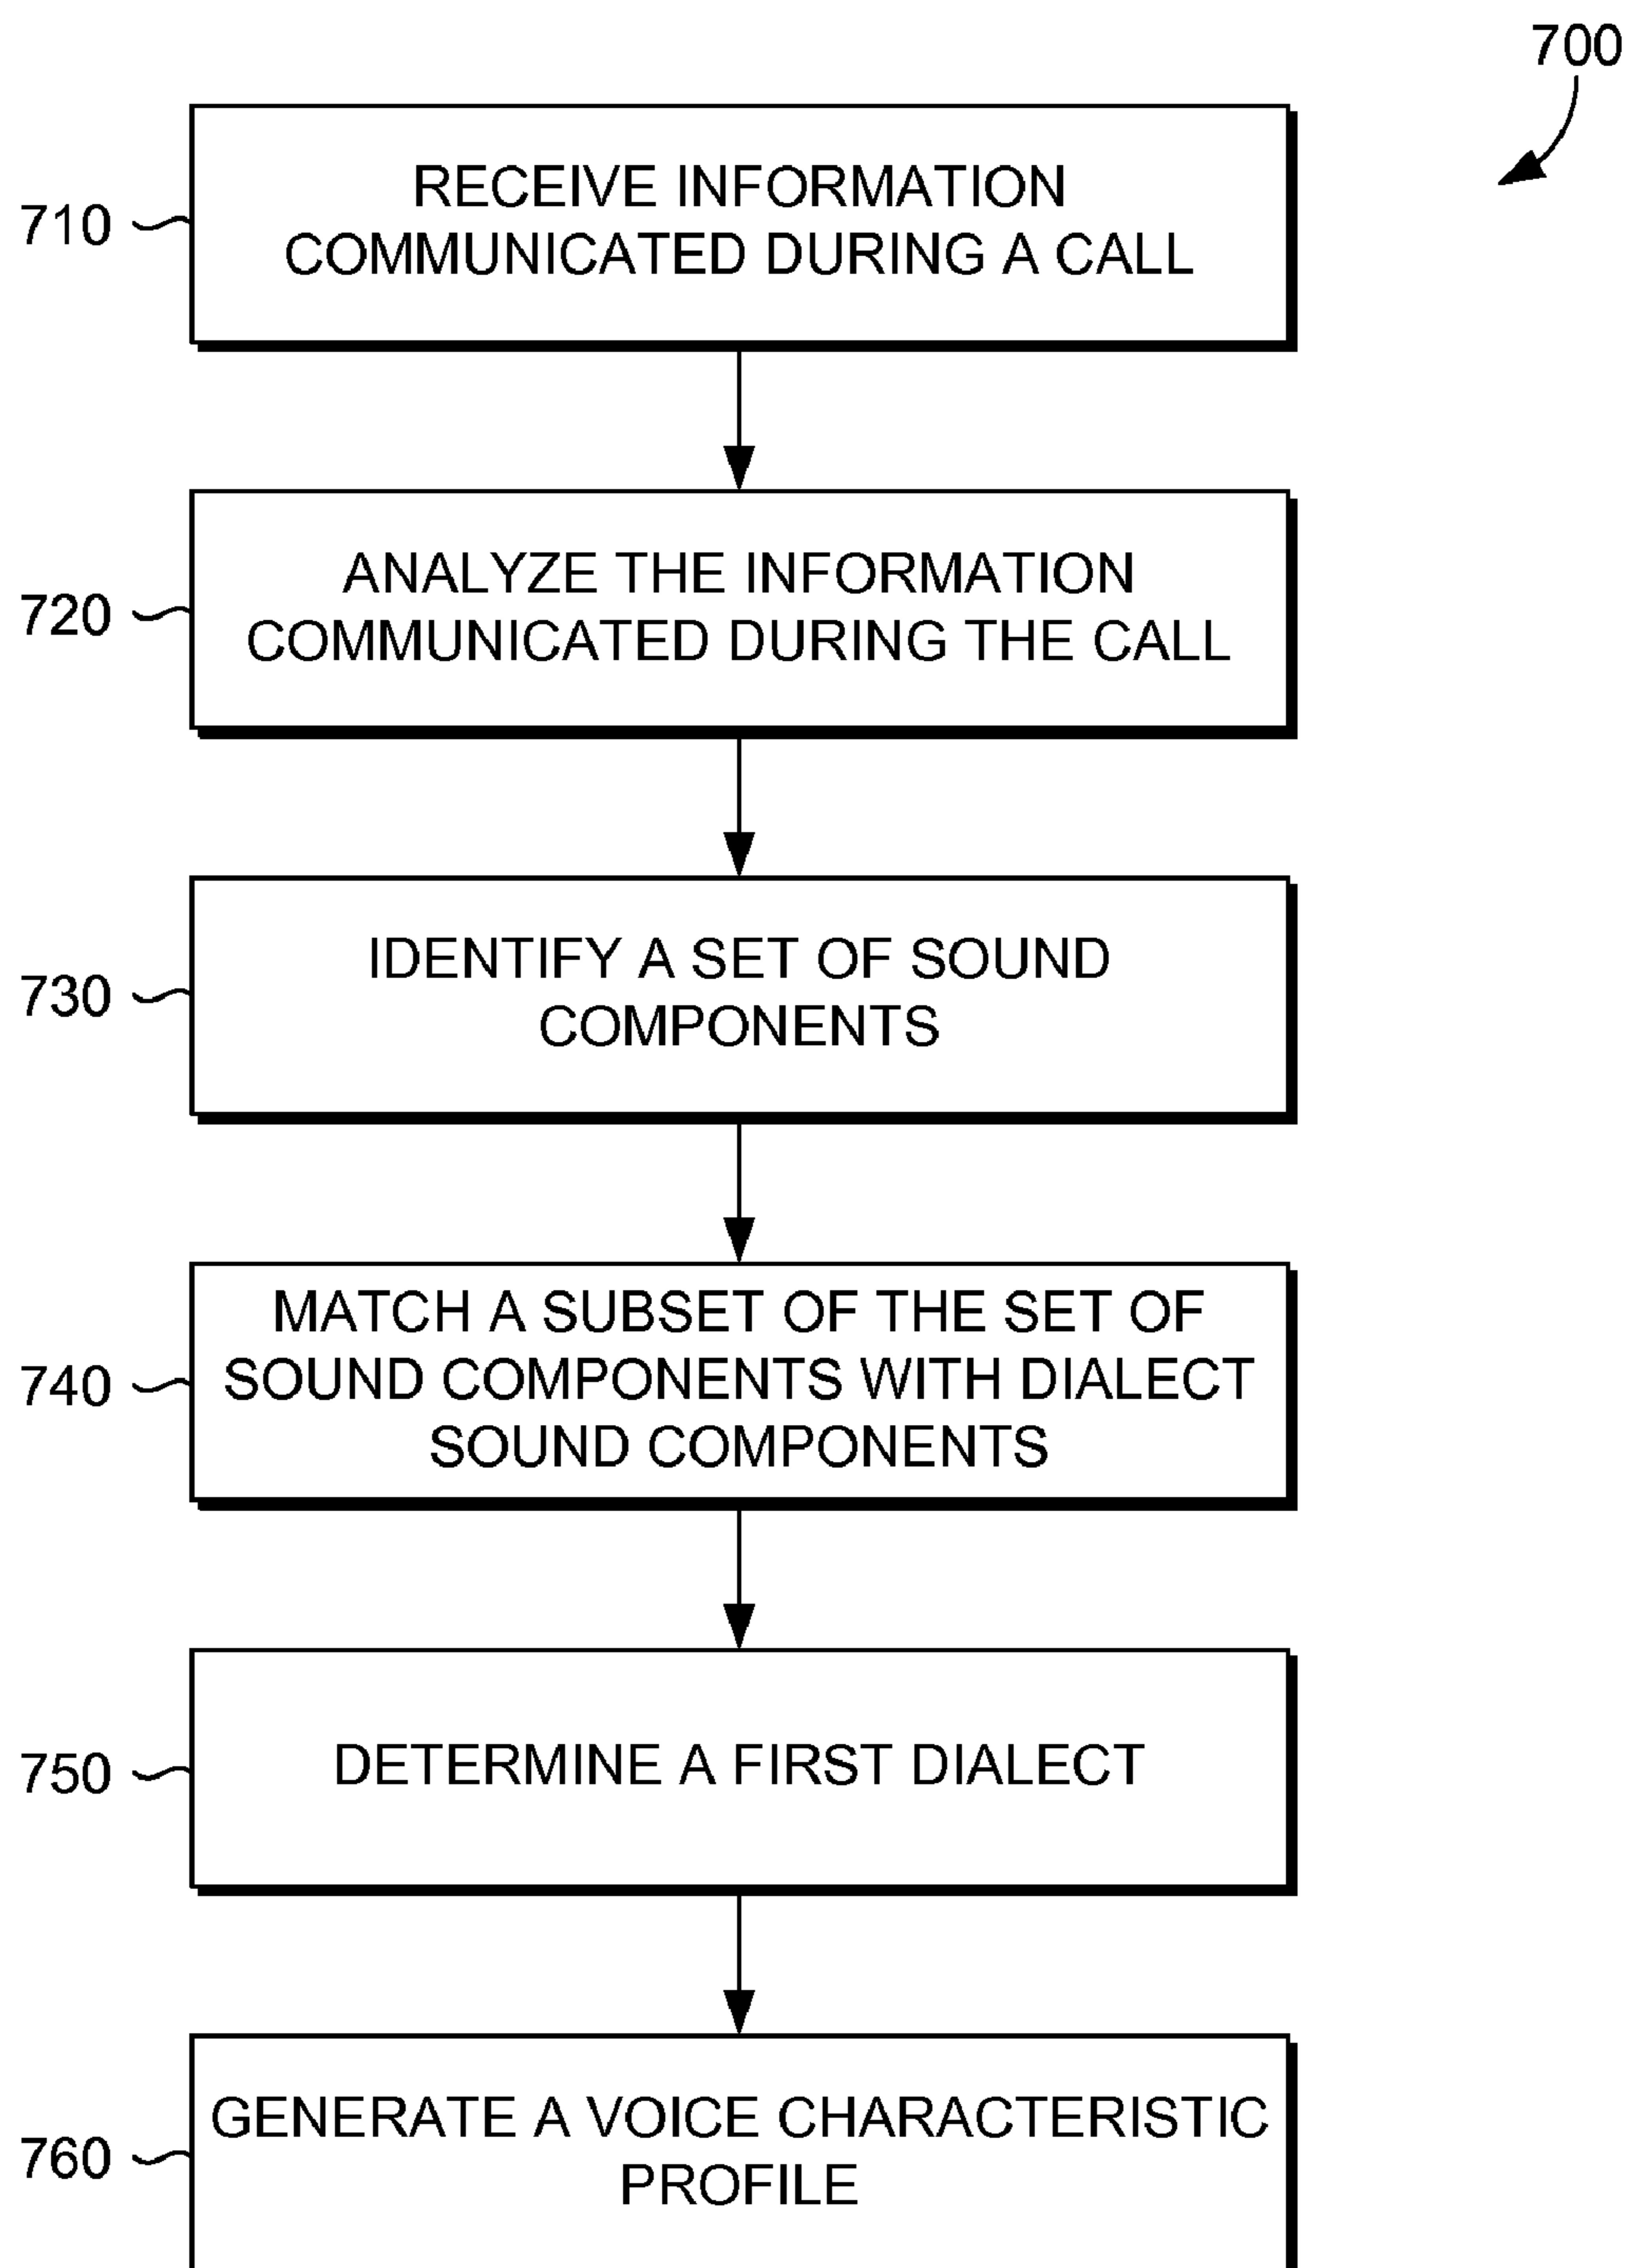 700
710
RECEIVE INFORMATION
COMMUNICATED DURING A CALL
720
ANALYZE THE INFORMATION
COMMUNICATED DURING THE CALL
730
IDENTIFY A SET OF SOUND
COMPONENTS
740
MATCH A SUBSET OF THE SET OF
SOUND COMPONENTS WITH DIALECT
SOUND COMPONENTS
750
DETERMINE A FIRST DIALECT
760
GENERATE A VOICE CHARACTERISTIC
PROFILE